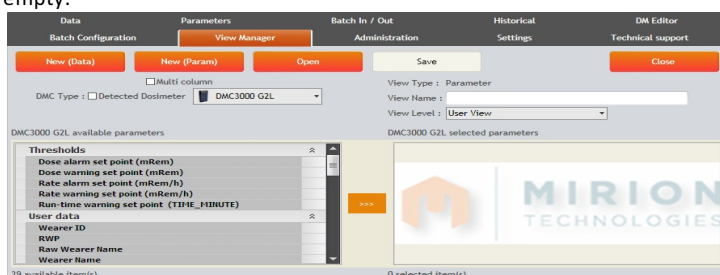 empty:
Data Parameters Batch In / Out Historical DM Editor
Batch Configuration View Manager Administration Settings Technical support
New (Data) New (Param) Open Save Close
Multi column
View Type : Parameter
DMC Type : Detected Dosimeter DMC3000 G2L
View Name :
View Level : User View
DMC3000 G2L available parameters
DMC3000 G2L selected parameters
Thresholds
Dose alarm set point (mRem)
Dose warning set point (mRem)
Rate alarm set point (mRem/h)
Rate warning set point (mRem/h)
Run-time warning set point (TIME_MINUTE)
User data
Wearer ID
RWP
Raw Wearer Name
Wearer Name
>>>
MIRION
TECHNOLOGIES
29 available item(s)
0 selected item(s)